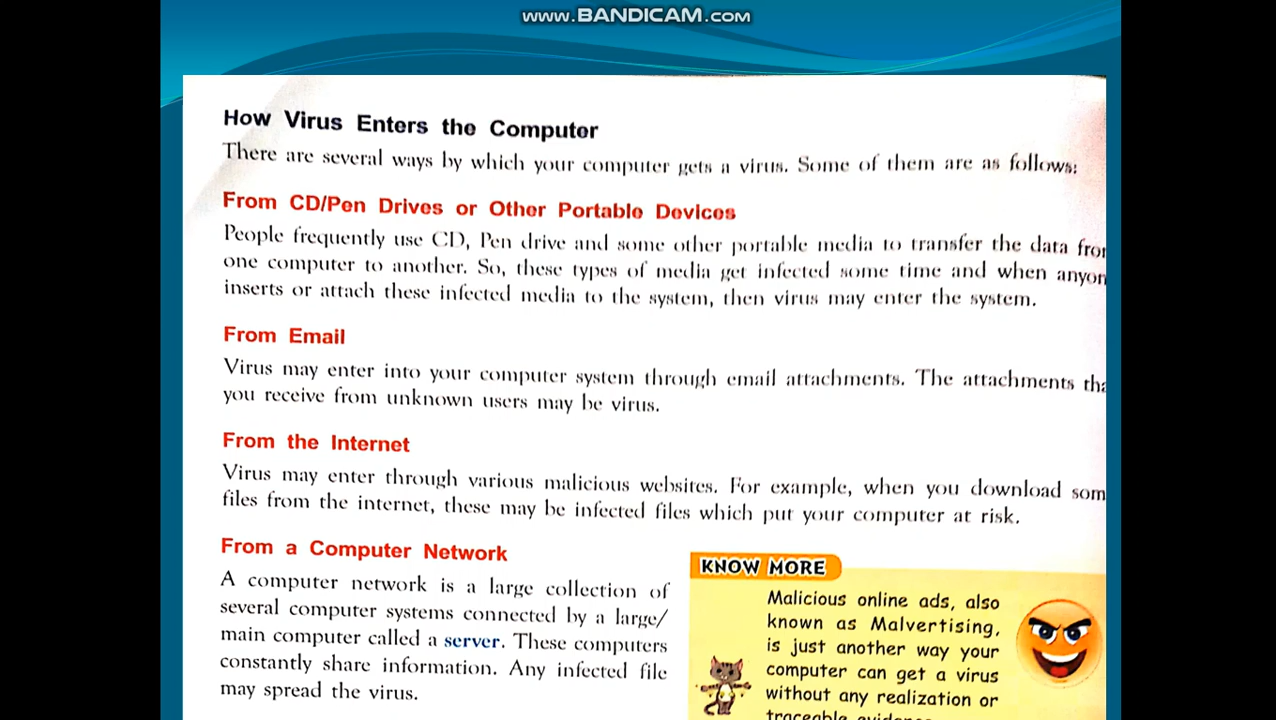 www.BANDICAM.com
How Virus Enters the Computer
There are several ways by which your computer gets a virus. Some of them are as follows:
From CD/Pen Drives or Other Portable Devices
People frequently use CD, Pen drive and some other portable media to transfer the data fro
one computer to another. So, these types of media get infected some time and when anyon
inserts or attach these infected media to the system, then virus may enter the system.
From Email
Virus may enter into your computer system through email attachments. The attachments tha
you receive from unknown users may be virus.
From the Internet
Virus may enter through various malicious websites. For example, when you download som
files from the internet, these may be infected files which put your computer at risk.
From a Computer Network
A computer network is a large collection of
several computer systems connected by a large/
main computer called a server. These computers
constantly share information. Any infected file
may spread the virus.
KNOW MORE
Malicious online ads, also
known as Malvertising,
is just another way your
computer can get a virus
without any realization or